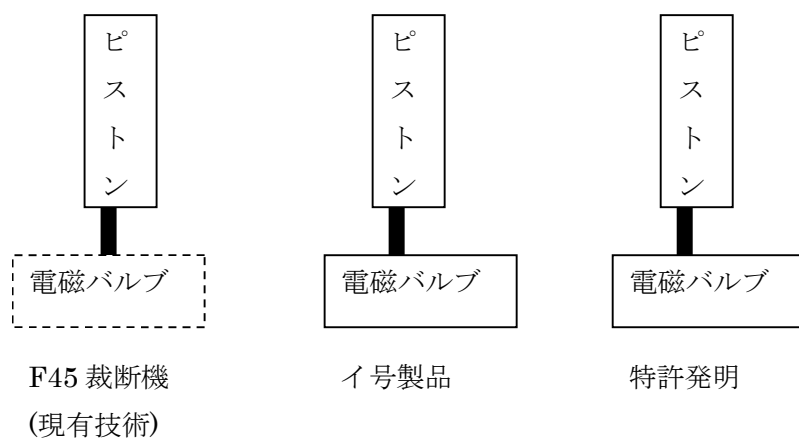 ピストン
ピストン
ピストン
電磁バルブ
電磁バルブ
電磁バルブ
F45 裁断機
(現有技術)
イ号製品
特許発明